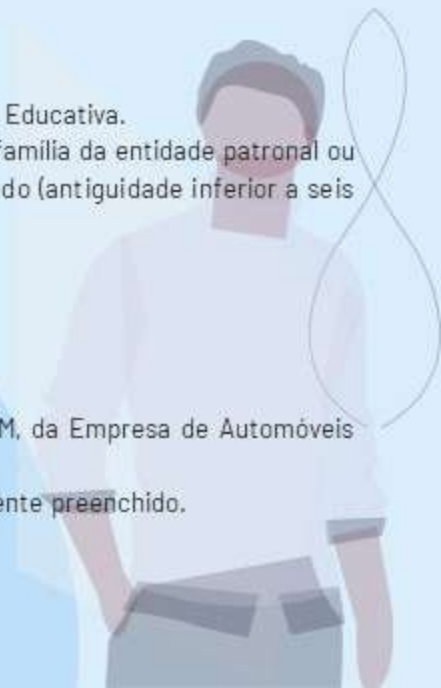 Educativa.
família da entidade patronal ou
do (antiguidade inferior a seis
M, da Empresa de Automóveis
ente preenchido.